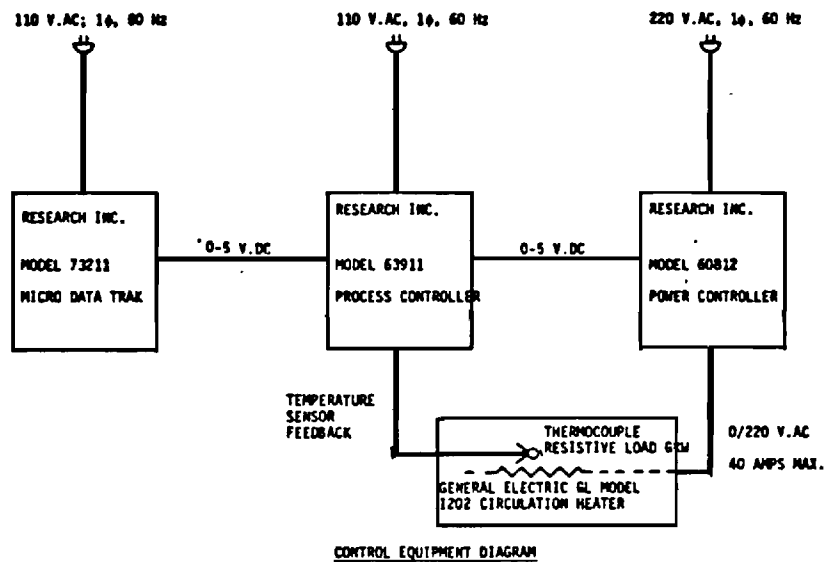 110 V.AC; 1ϕ, 80 Hz
110 V.AC, 1ϕ, 60 Hz
220 V.AC, 1ϕ, 60 Hz
RESEARCH INC.
MODEL 73211
MICRO DATA TRAK
0-5 V.DC
RESEARCH INC.
MODEL 63911
PROCESS CONTROLLER
0-5 V.DC
RESEARCH INC.
MODEL 60812
POWER CONTROLLER
TEMPERATURE
SENSOR
FEEDBACK
THERMOCOUPLE
RESISTIVE LOAD 6KW
GENERAL ELECTRIC GL MODEL
1202 CIRCULATION HEATER
0/220 V.AC
40 AMPS MAX.
CONTROL EQUIPMENT DIAGRAM